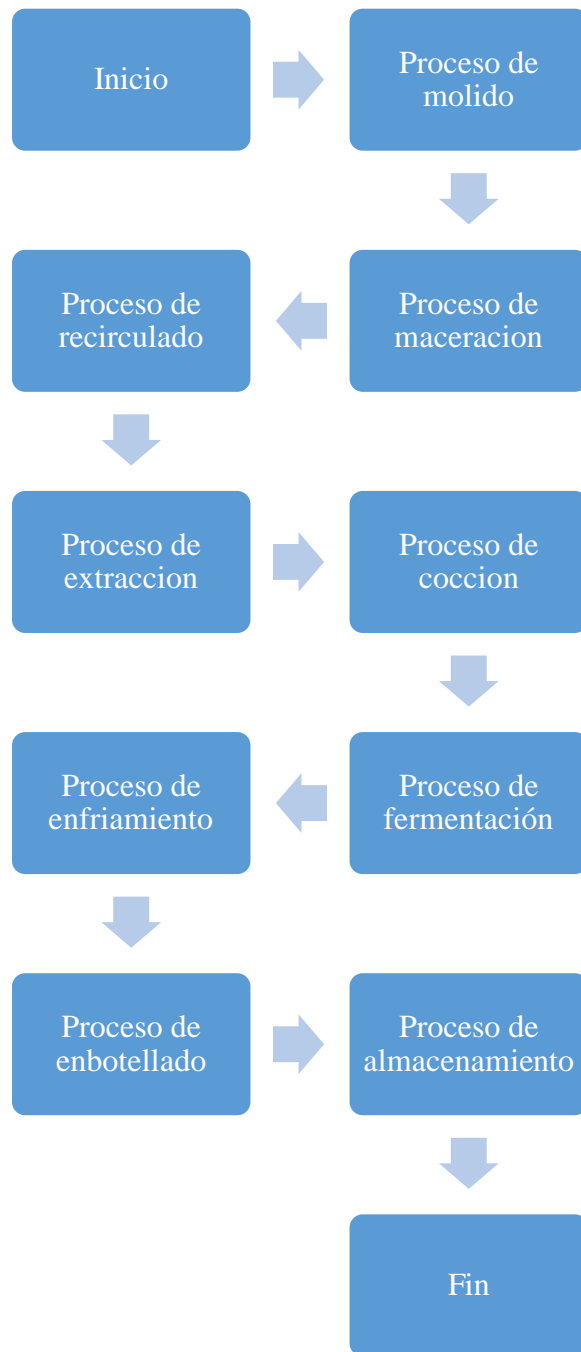 Inicio
Proceso de
molido
Proceso de
maceracion
Proceso de
recirculado
Proceso de
extraccion
Proceso de
coccion
Proceso de
fermentación
Proceso de
enfriamiento
Proceso de
enbotellado
Proceso de
almacenamiento
Fin